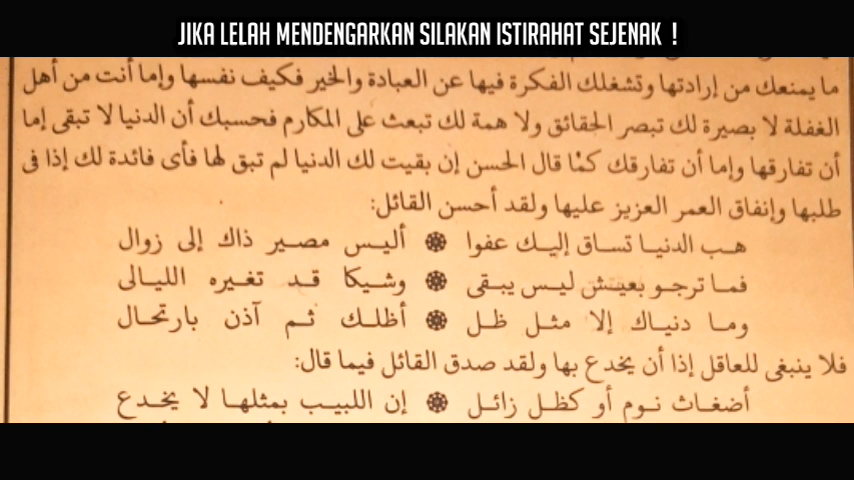 JIKA LELAH MENDENGARKAN SILAKAN ISTIRAHAT SEJENAK !
ما يمنعك من إرادتها وتشغلك الفكرة فيها عن العبادة والخير فكيف نفسها وإما أنت من أهل
الغفلة لا بصيرة لك تبصر الحقائق ولا همة لك تبعث على المكارم فحسبك أن الدنيا لا تبقى إما
أن تفارقها وإما أن تفارقك كما قال الحسن إن بقيت لك الدنيا لم تبق لها فأى فائدة لك إذا فى
طلبها وإنفاق العمر العزيز عليها ولقد أحسن القائل:
هب الدنيا تساق إليك عفوا ۞ أليس مصير ذاك إلى زوال
فما ترجو بعيش ليس يبقى ۞ وشيكا قد تغيره الليالى
وما دنياك إلا مثل ظل ۞ أظلك ثم آذن بارتحال
فلا ينبغى للعاقل إذا أن يخدع بها ولقد صدق القائل فيما قال:
أضغاث نوم أو كظل زائل ۞ إن اللبيب بمثلها لا يخدع